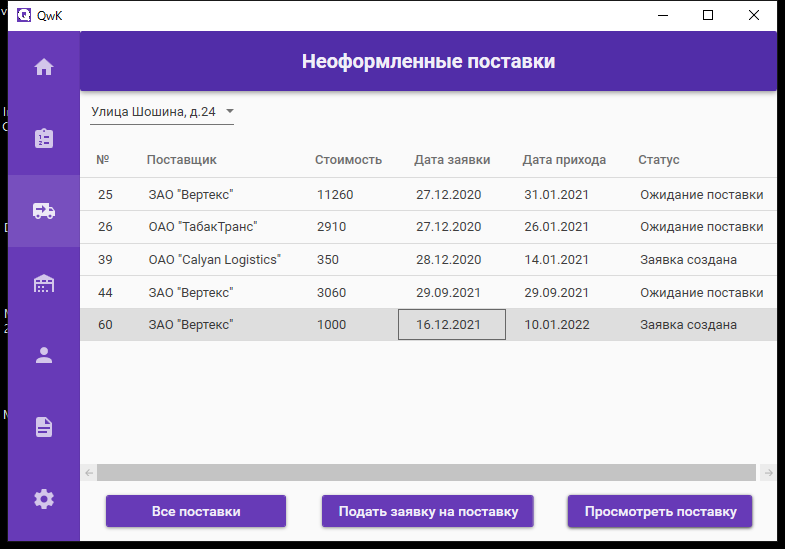 QwK
Неоформленные поставки
Улица Шошина, д.24
№ Поставщик Стоимость Дата заявки Дата прихода Статус
25 ЗАО "Вертекс" 11260 27.12.2020 31.01.2021 Ожидание поставки
26 ОАО "ТабакТранс" 2910 27.12.2020 26.01.2021 Ожидание поставки
39 ОАО "Calyan Logistics" 350 28.12.2020 14.01.2021 Заявка создана
44 ЗАО "Вертекс" 3060 29.09.2021 29.09.2021 Ожидание поставки
60 ЗАО "Вертекс" 1000 16.12.2021 10.01.2022 Заявка создана
Все поставки Подать заявку на поставку Просмотреть поставку